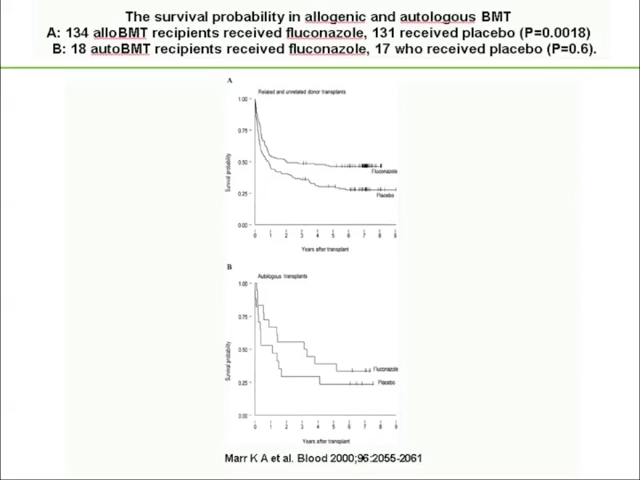 The survival probability in allogenic and autologous BMT
A: 134 alloBMT recipients received fluconazole, 131 received placebo (P=0.0018)
B: 18 autoBMT recipients received fluconazole, 17 who received placebo (P=0.6).
A
Related and unrelated donor transplants
1.00
0.75
0.50
0.25
0.00
Survival probability
Fluconazole
Placebo
0 1 2 3 4 5 6 7 8 9
Years after transplant
B
Autologous transplants
1.00
0.75
0.50
0.25
0.00
Survival probability
Fluconazole
Placebo
0 1 2 3 4 5 6 7 8 9
Years after transplant
Marr K A et al. Blood 2000;96:2055-2061